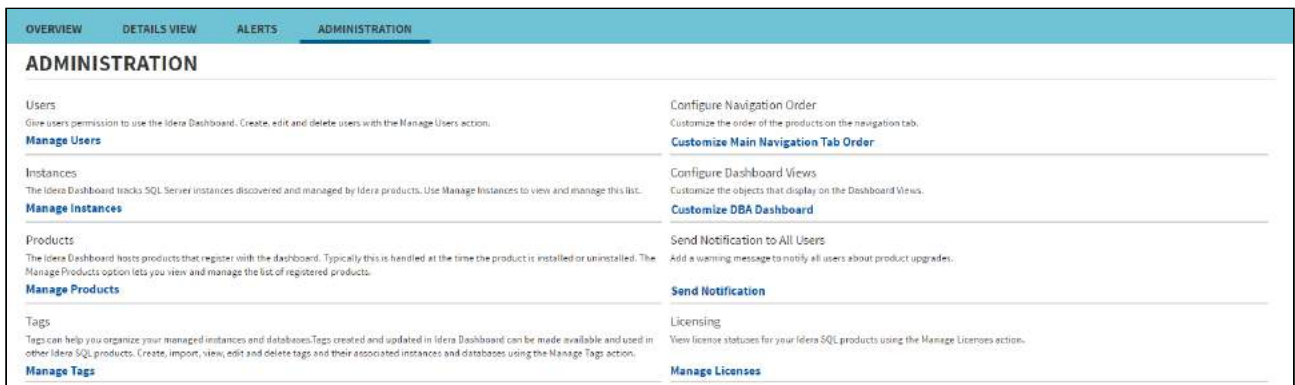 OVERVIEW DETAILS VIEW ALERTS ADMINISTRATION
ADMINISTRATION
Users
Give users permission to use the Idera Dashboard. Create, edit and delete users with the Manage Users action.
Manage Users
Instances
The Idera Dashboard tracks SQL Server instances discovered and managed by Idera products. Use Manage Instances to view and manage this list.
Manage Instances
Products
The Idera Dashboard hosts products that register with the dashboard. Typically this is handled at the time the product is installed or uninstalled. The
Manage Products option lets you view and manage the list of registered products.
Manage Products
Tags
Tags can help you organize your managed instances and databases.Tags created and updated in Idera Dashboard can be made available and used in
other Idera SQL products. Create, import, view, edit and delete tags and their associated instances and databases using the Manage Tags action.
Manage Tags
Configure Navigation Order
Customize the order of the products on the navigation tab.
Customize Main Navigation Tab Order
Configure Dashboard Views
Customize the objects that display on the Dashboard Views.
Customize DBA Dashboard
Send Notification to All Users
Add a warning message to notify all users about product upgrades.
Send Notification
Licensing
View license statuses for your Idera SQL products using the Manage Licenses action.
Manage Licenses